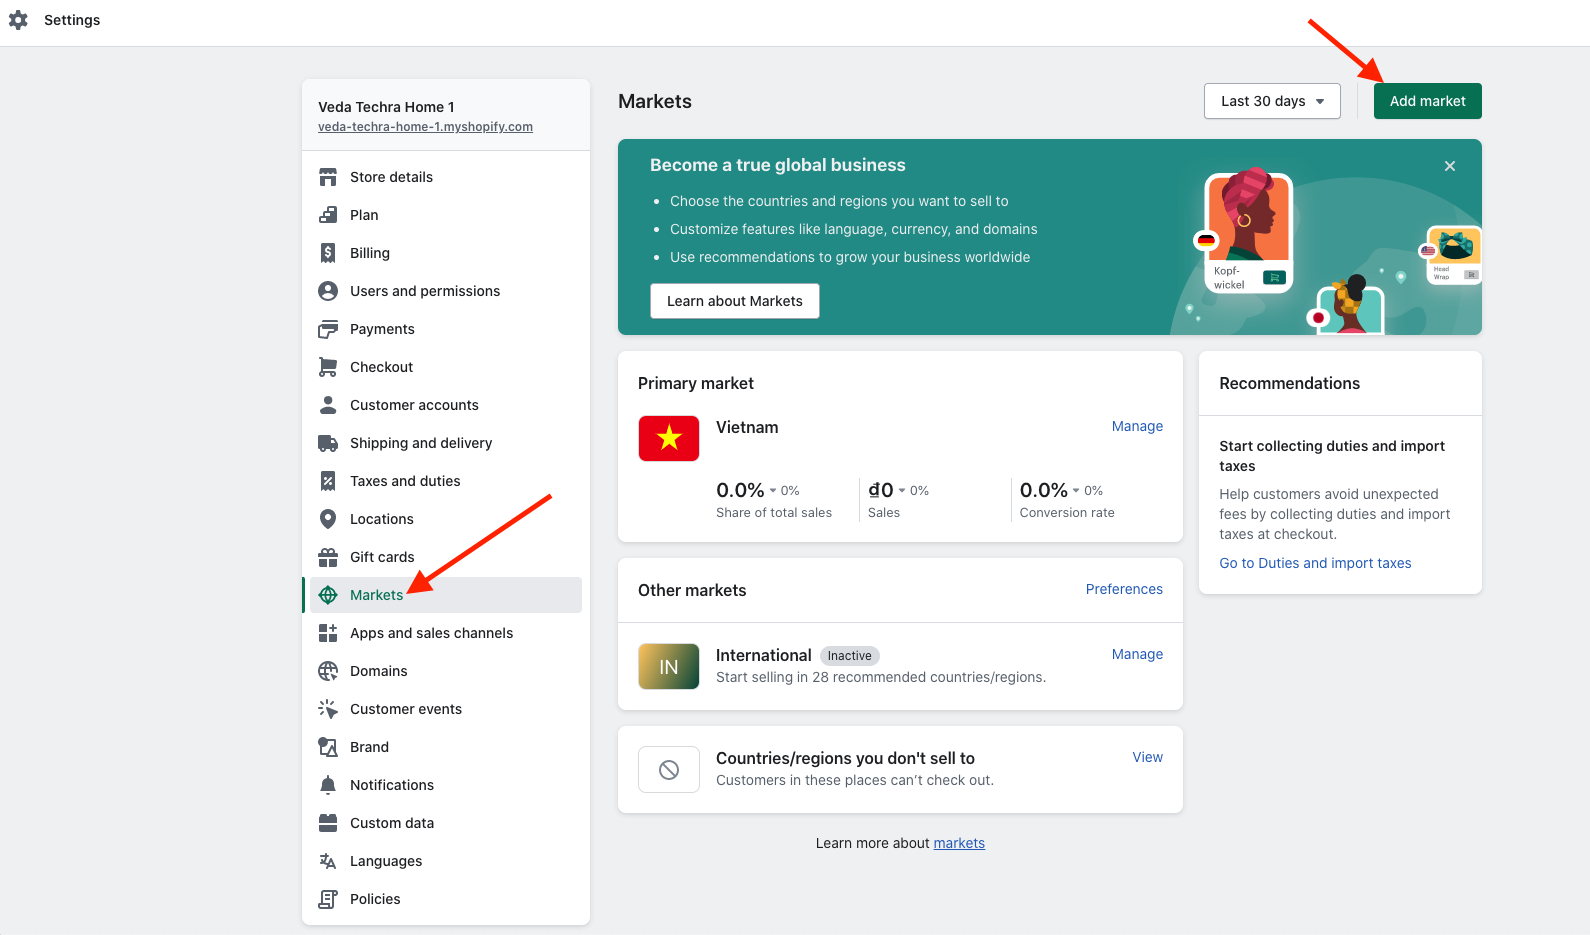 Settings
Veda Techra Home 1
veda-techra-home-1.myshopify.com
Store details
Plan
Billing
Users and permissions
Payments
Checkout
Customer accounts
Shipping and delivery
Taxes and duties
Locations
Gift cards
Markets
Apps and sales channels
Domains
Customer events
Brand
Notifications
Custom data
Languages
Policies
Markets
Last 30 days
Add market
Become a true global business
• Choose the countries and regions you want to sell to
• Customize features like language, currency, and domains
• Use recommendations to grow your business worldwide
Learn about Markets
Kopf-
wickel
Head
Wrap
Primary market
Vietnam
Manage
0.0% 0%
Share of total sales
₫0 0%
Sales
0.0% 0%
Conversion rate
Other markets
Preferences
IN
International Inactive
Manage
Start selling in 28 recommended countries/regions.
Countries/regions you don't sell to
View
Customers in these places can’t check out.
Learn more about markets
Recommendations
Start collecting duties and import
taxes
Help customers avoid unexpected
fees by collecting duties and import
taxes at checkout.
Go to Duties and import taxes